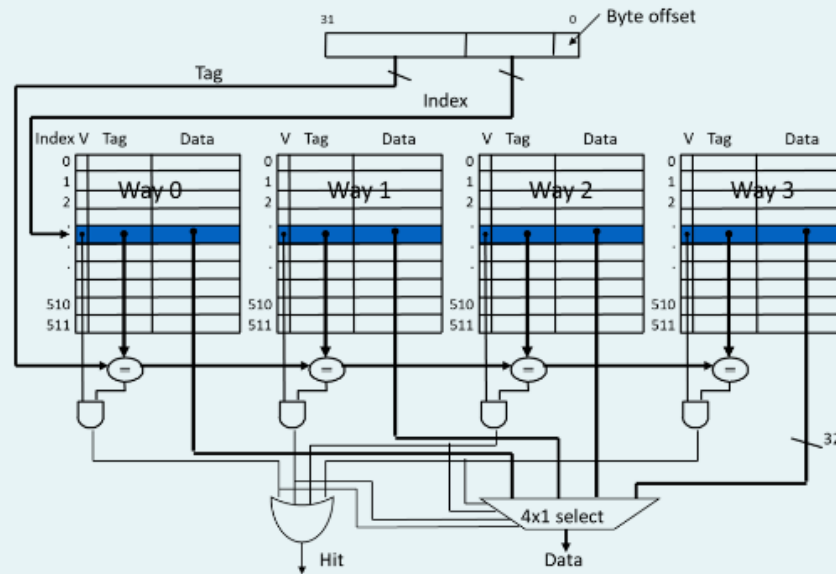 31 0 Byte offset
Tag
Index
Index V Tag Data V Tag Data V Tag Data V Tag Data
0 0 0 0
1 Way 0 1 Way 1 1 Way 2 1 Way 3
2 2 2 2
. . . .
. . . .
. . . .
510 510 510 510
511 511 511 511
= = = =
32
4x1 select
Hit Data